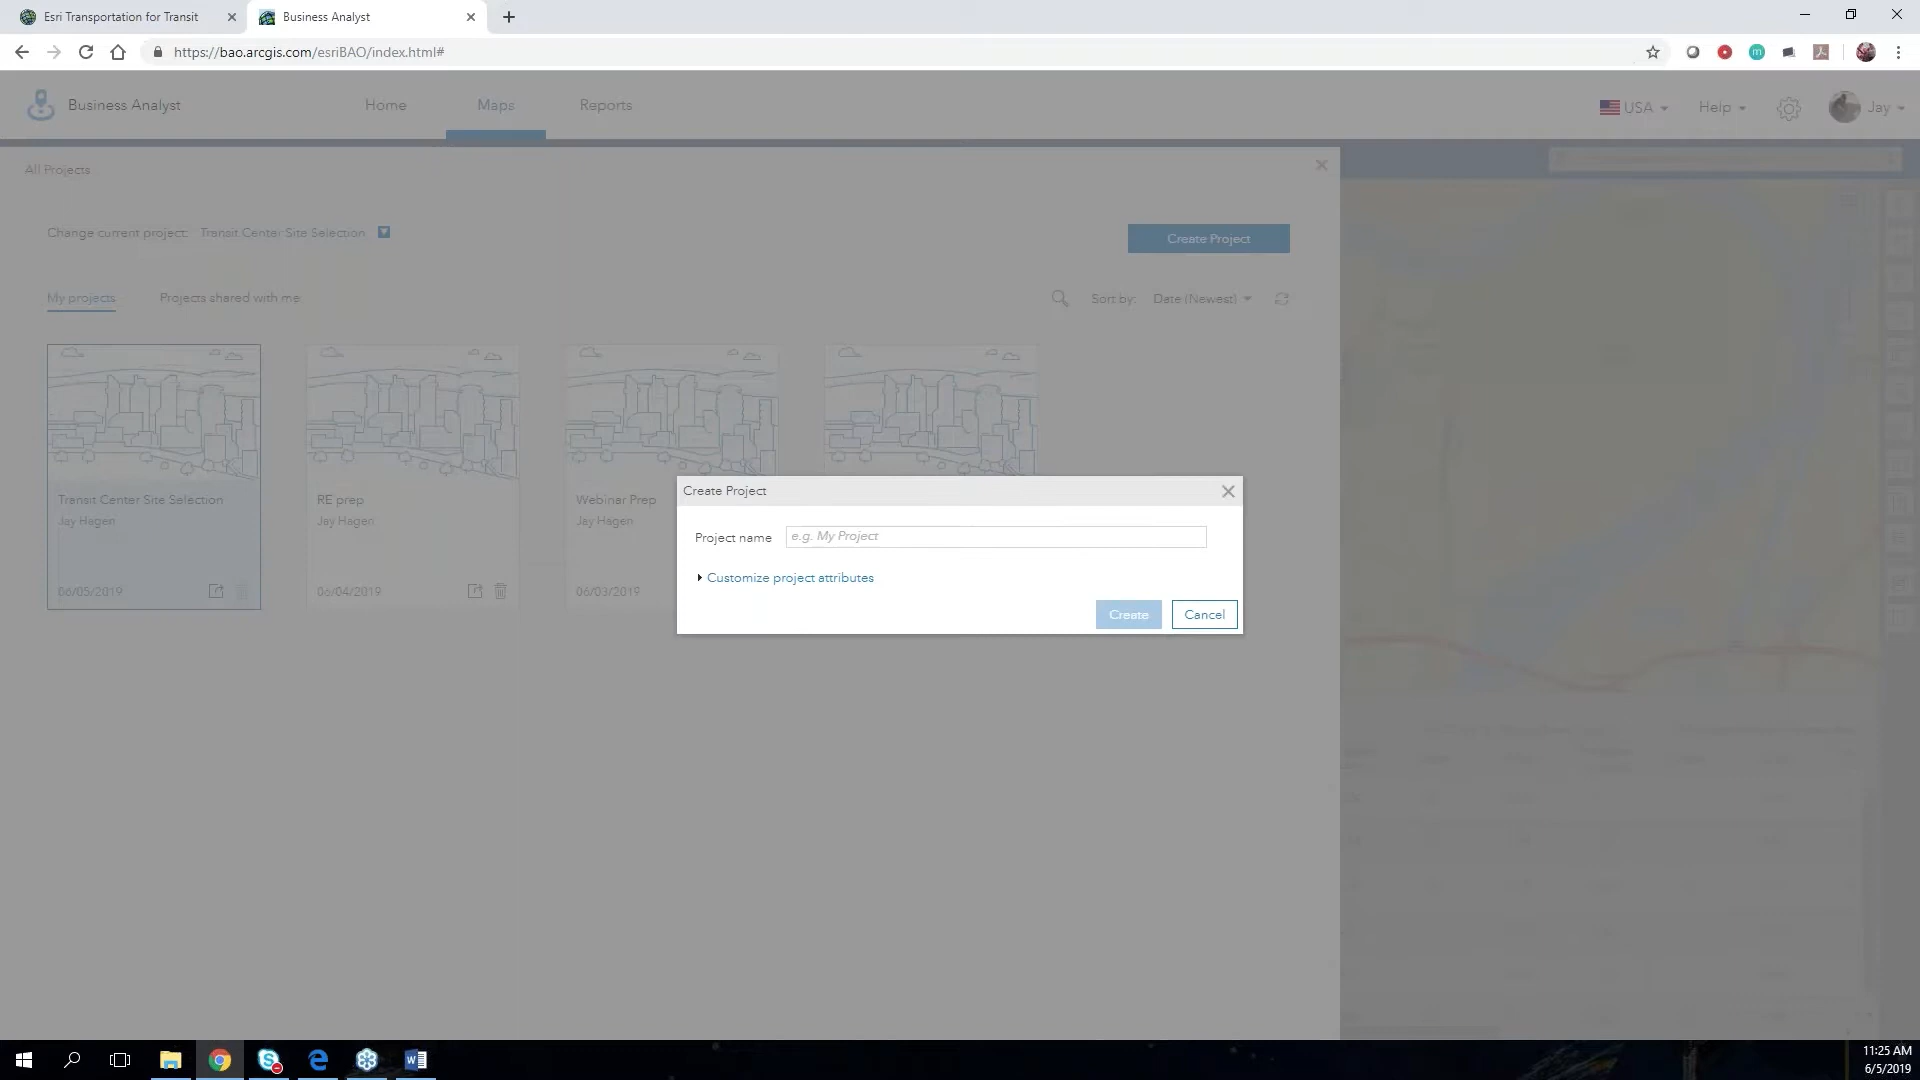 Esri Transportation for Transit
Business Analyst
https://bao.arcgis.com/esriBAO/index.html#
Business Analyst
Home
Maps
Reports
USA
Help
Jay
All Projects
Change current project: Transit Center Site Selection
Create Project
My projects
Projects shared with me
Sort by: Date (Newest)
Transit Center Site Selection
Jay Hagen
06/05/2019
RE prep
Jay Hagen
06/04/2019
Webinar Prep
Jay Hagen
06/03/2019
Create Project
Project name
e.g. My Project
Customize project attributes
Create
Cancel
11:25 AM
6/5/2019